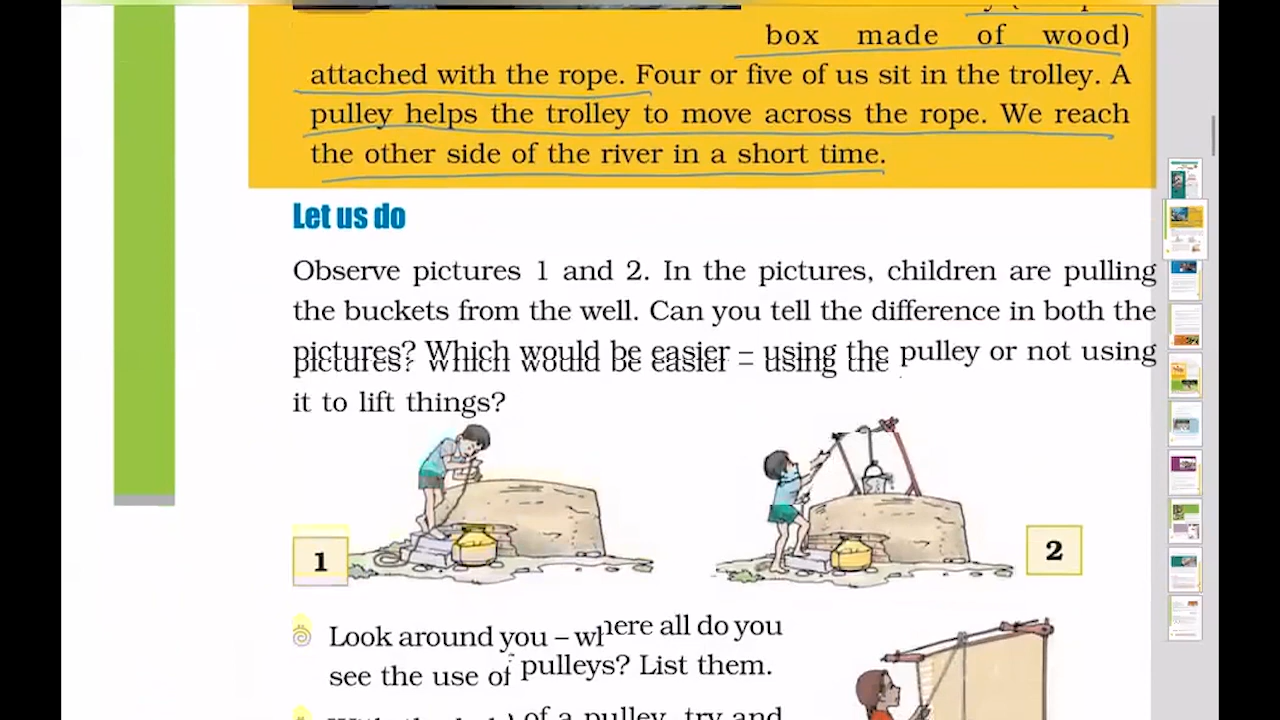 box made of wood)
attached with the rope. Four or five of us sit in the trolley. A
pulley helps the trolley to move across the rope. We reach
the other side of the river in a short time.
Let us do
Observe pictures 1 and 2. In the pictures, children are pulling
the buckets from the well. Can you tell the difference in both the
pictures? Which would be easier – using the pulley or not using
it to lift things?
1
2
Look around you – where all do you
see the use of pulleys? List them.
of a pulley, try and